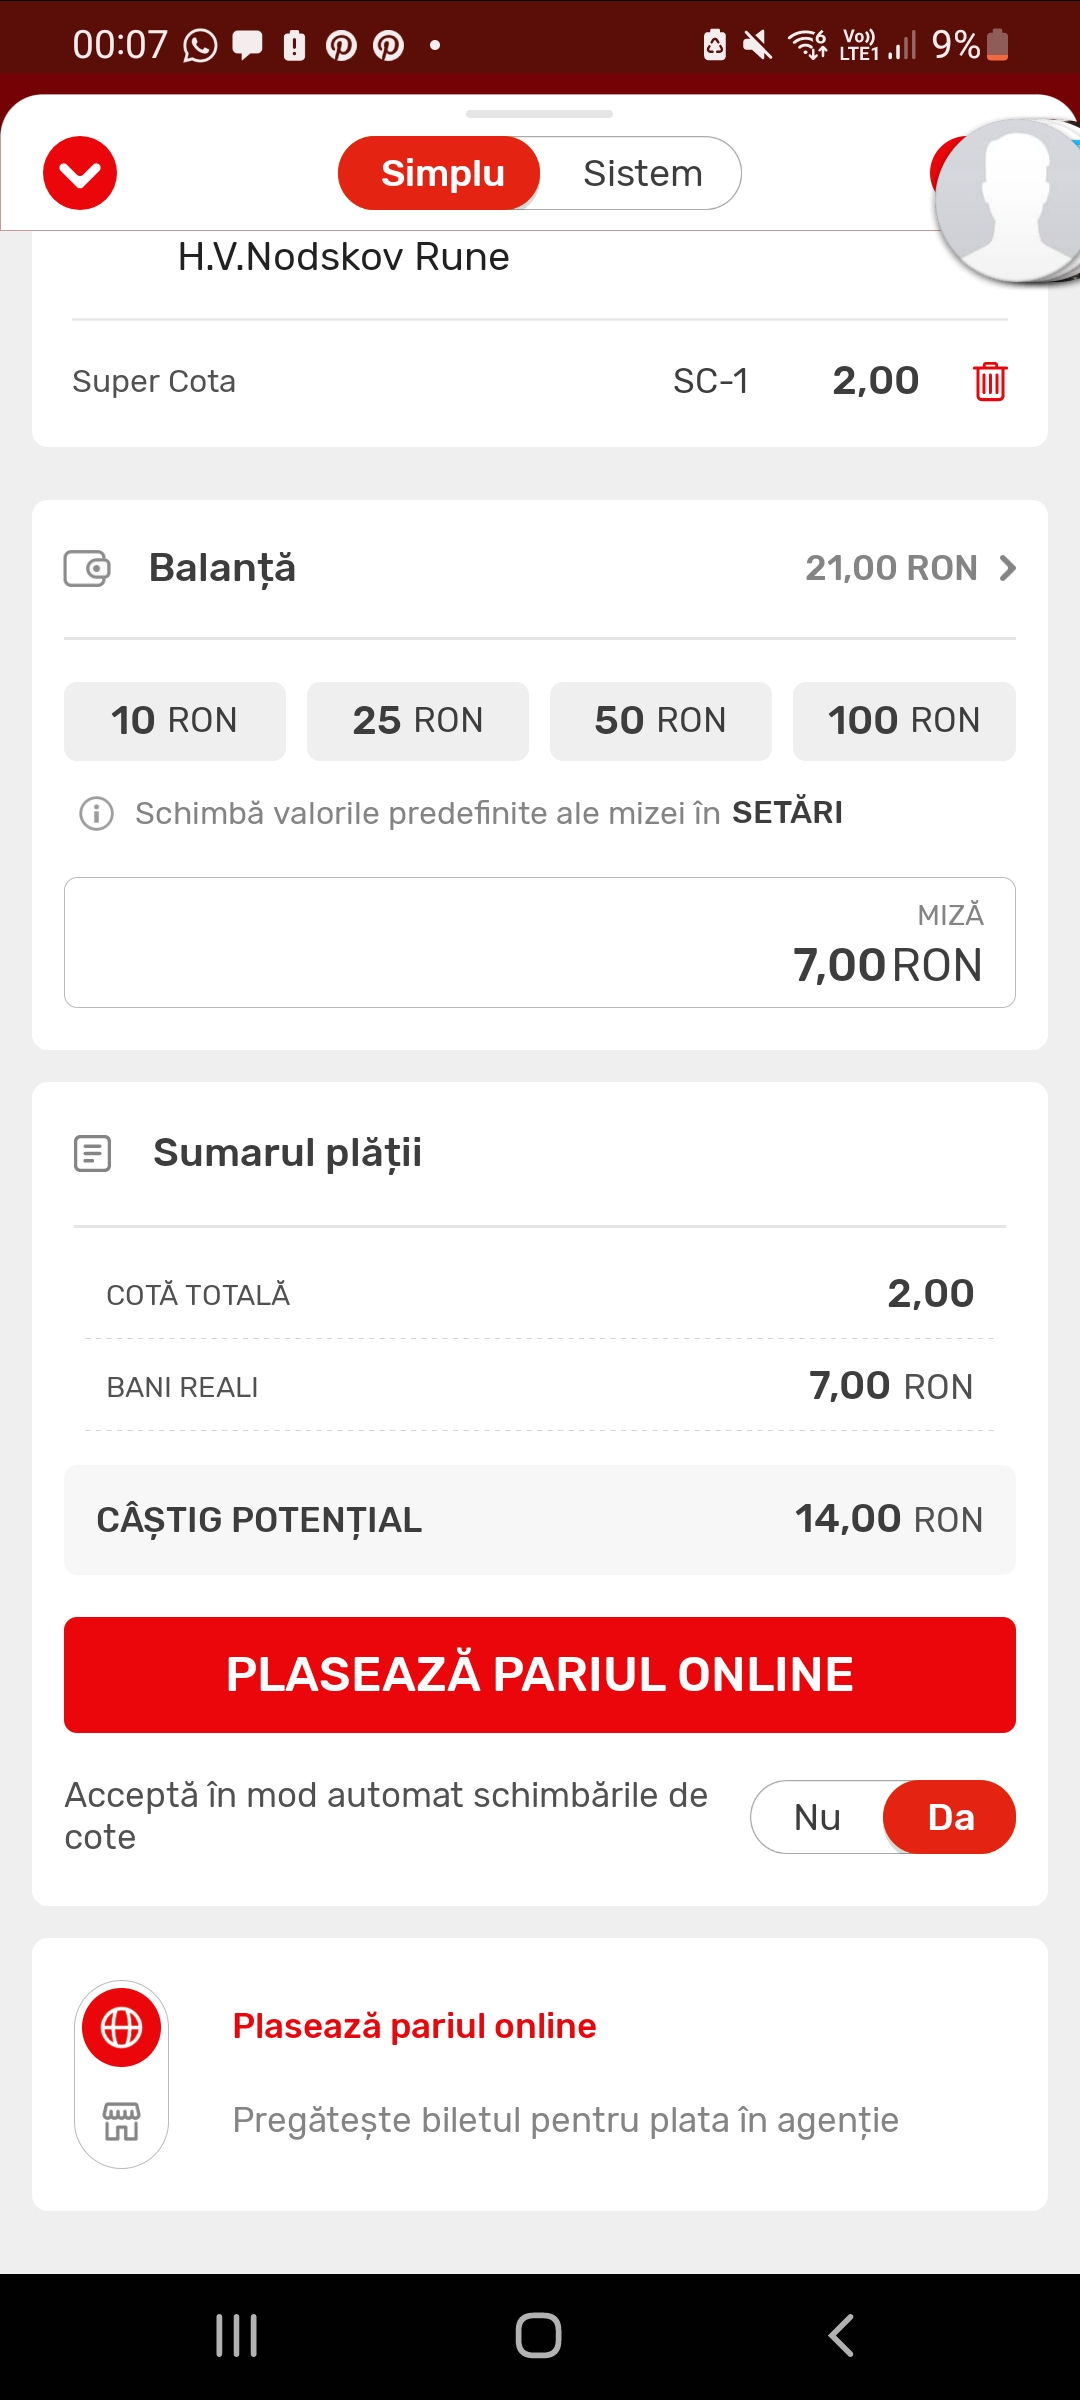 00:07
Vo))
LTE1
6
9%
Simplu Sistem
H.V.Nodskov Rune
Super Cota SC-1 2,00
Balanță 21,00 RON
10 RON 25 RON 50 RON 100 RON
Schimbă valorile predefinite ale mizei în SETĂRI
MIZĂ
7,00 RON
Sumarul plății
COTĂ TOTALĂ 2,00
BANI REALI 7,00 RON
CÂȘTIG POTENȚIAL 14,00 RON
PLASEAZĂ PARIUL ONLINE
Acceptă în mod automat schimbările de
cote
Nu Da
Plasează pariul online
Pregătește biletul pentru plata în agenție